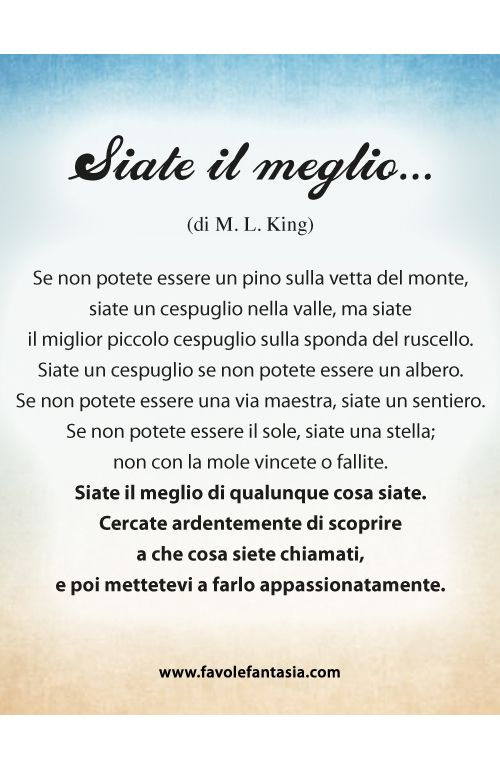 Siate il meglio...
(di M. L. King)
Se non potete essere un pino sulla vetta del monte,
siate un cespuglio nella valle, ma siate
il miglior piccolo cespuglio sulla sponda del ruscello.
Siate un cespuglio se non potete essere un albero.
Se non potete essere una via maestra, siate un sentiero.
Se non potete essere il sole, siate una stella;
non con la mole vincete o fallite.
Siate il meglio di qualunque cosa siate.
Cercate ardentemente di scoprire
a che cosa siete chiamati,
e poi mettetevi a farlo appassionatamente.
www.favolefantasia.com